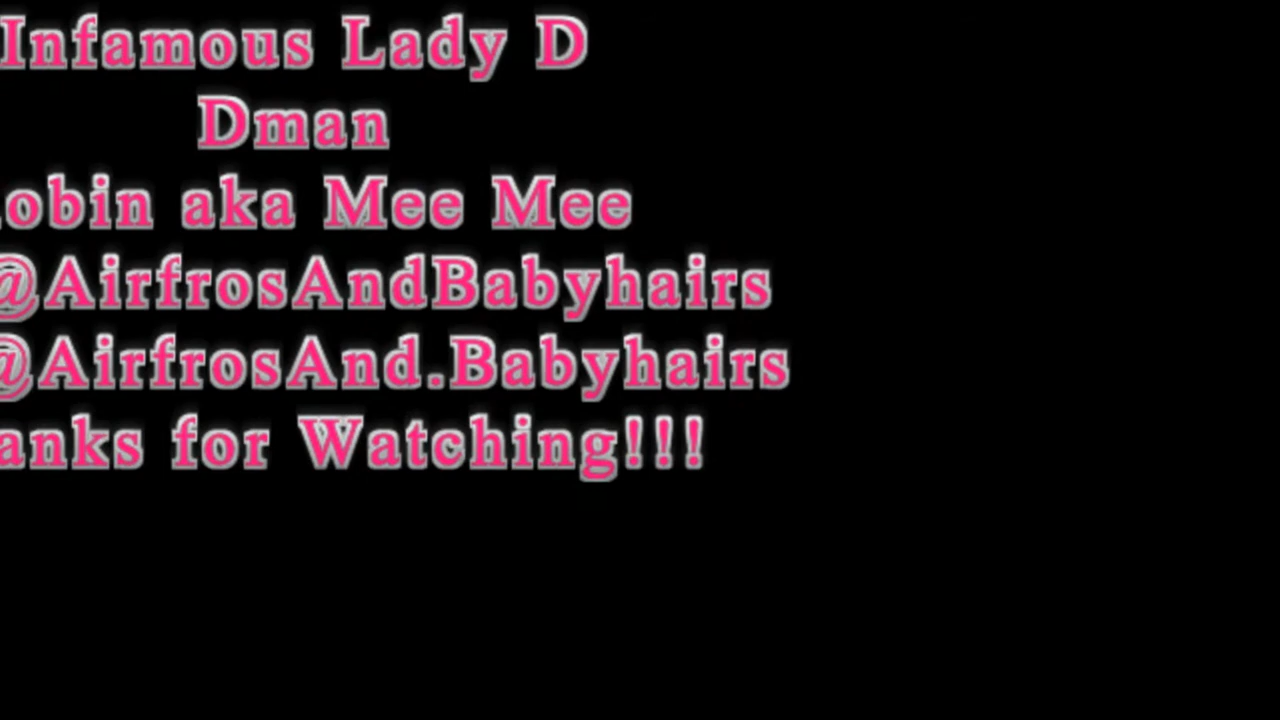 Infamous Lady D
Dman
obin aka Mee Mee
@AirfrosAndBabyhairs
@AirfrosAnd.Babyhairs
anks for Watching!!!